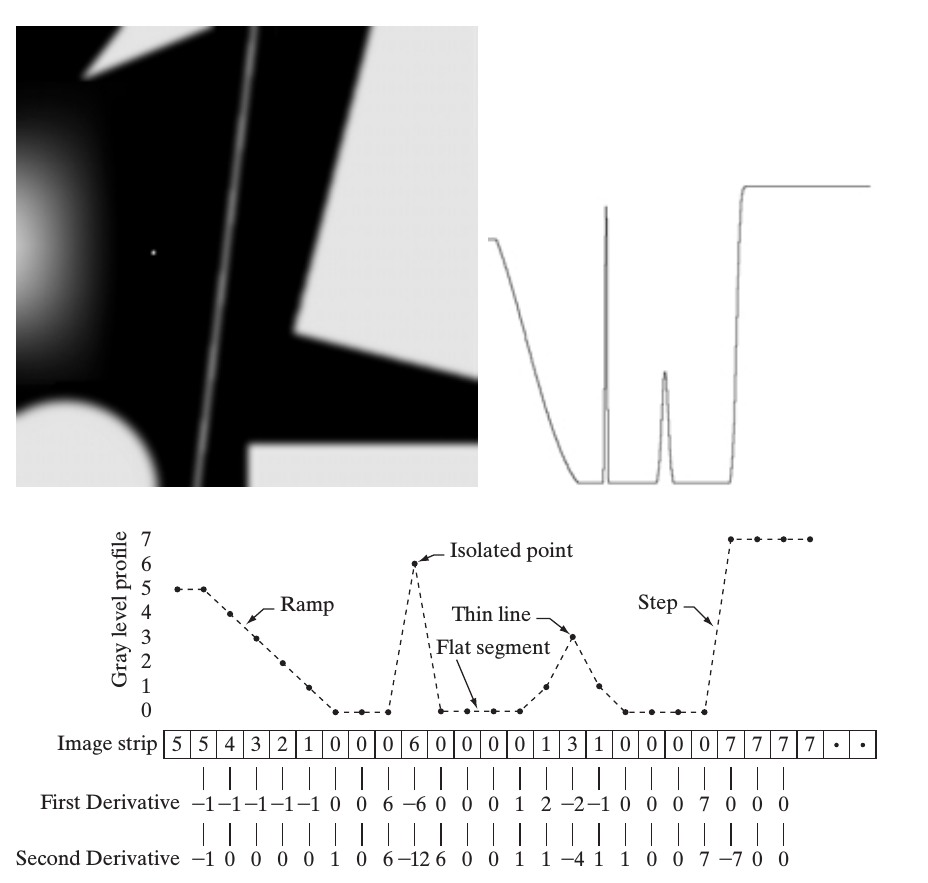 Gray level profile
7
6
5
4
3
2
1
0
Isolated point
Ramp
Step
Thin line
Flat segment
Image strip 5 5 4 3 2 1 0 0 0 6 0 0 0 0 1 3 1 0 0 0 0 7 7 7 7 · ·
First Derivative −1 −1 −1 −1 −1 0 0 6 −6 0 0 0 1 2 −2 −1 0 0 0 7 0 0 0
Second Derivative −1 0 0 0 0 1 0 6 −12 6 0 0 1 1 −4 1 1 0 0 7 −7 0 0